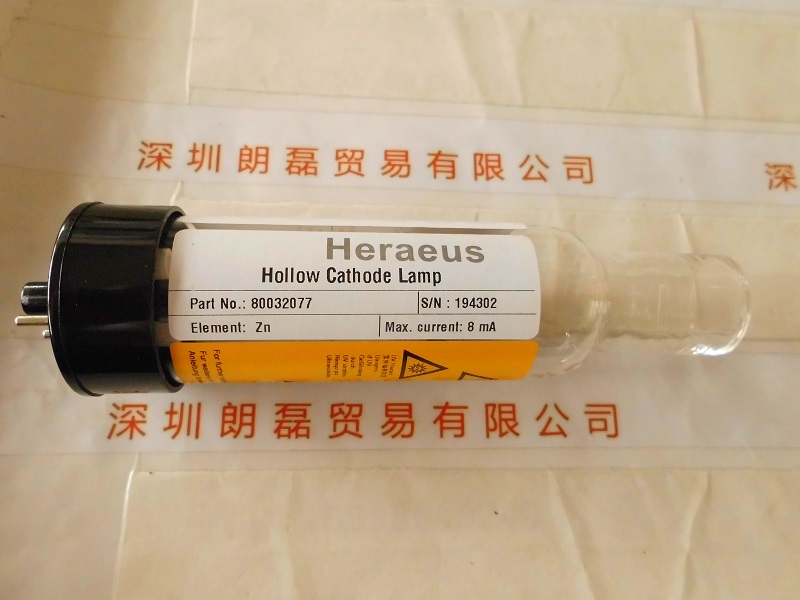 深圳朗磊贸易有限公司
深
Heraeus
Hollow Cathode Lamp
Part No.: 80032077
S/N : 194302
Element: Zn
Max. current: 8 mA
深圳朗磊贸易有限公司